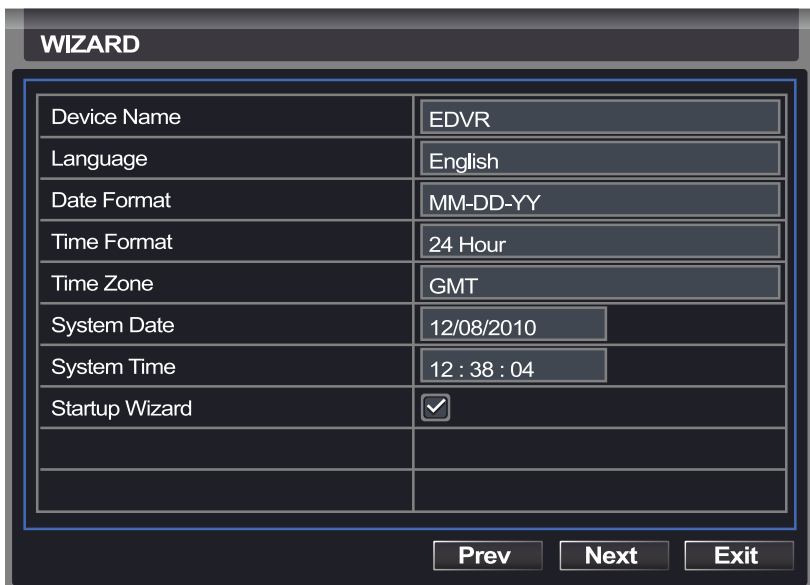 WIZARD
Device Name EDVR
Language English
Date Format MM-DD-YY
Time Format 24 Hour
Time Zone GMT
System Date 12/08/2010
System Time 12 : 38 : 04
Startup Wizard
Prev Next Exit